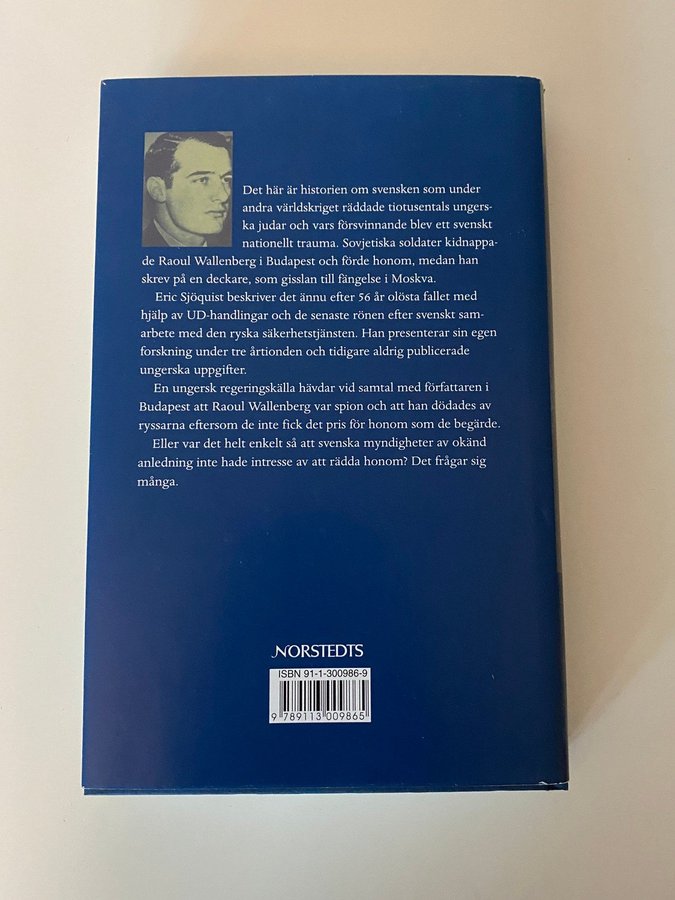 Det här är historien om svensken som under
andra världskriget räddade tiotusentals ungers-
ka judar och vars försvinnande blev ett svenskt
nationellt trauma. Sovjetiska soldater kidnappa-
de Raoul Wallenberg i Budapest och förde honom, medan han
skrev på en deckare, som gisslan till fängelse i Moskva.
Eric Sjöquist beskriver det ännu efter 56 år olösta fallet med
hjälp av UD-handlingar och de senaste rönen efter svenskt sam-
arbete med den ryska säkerhetstjänsten. Han presenterar sin egen
forskning under tre årtionden och tidigare aldrig publicerade
ungerska uppgifter.
En ungersk regeringskälla hävdar vid samtal med författaren i
Budapest att Raoul Wallenberg var spion och att han dödades av
ryssarna eftersom de inte fick det pris för honom som de begärde.
Eller var det helt enkelt så att svenska myndigheter av okänd
anledning inte hade intresse av att rädda honom? Det frågar sig
många.
NORSTEDTS
ISBN 91-1-300986-9
9 789113 009865